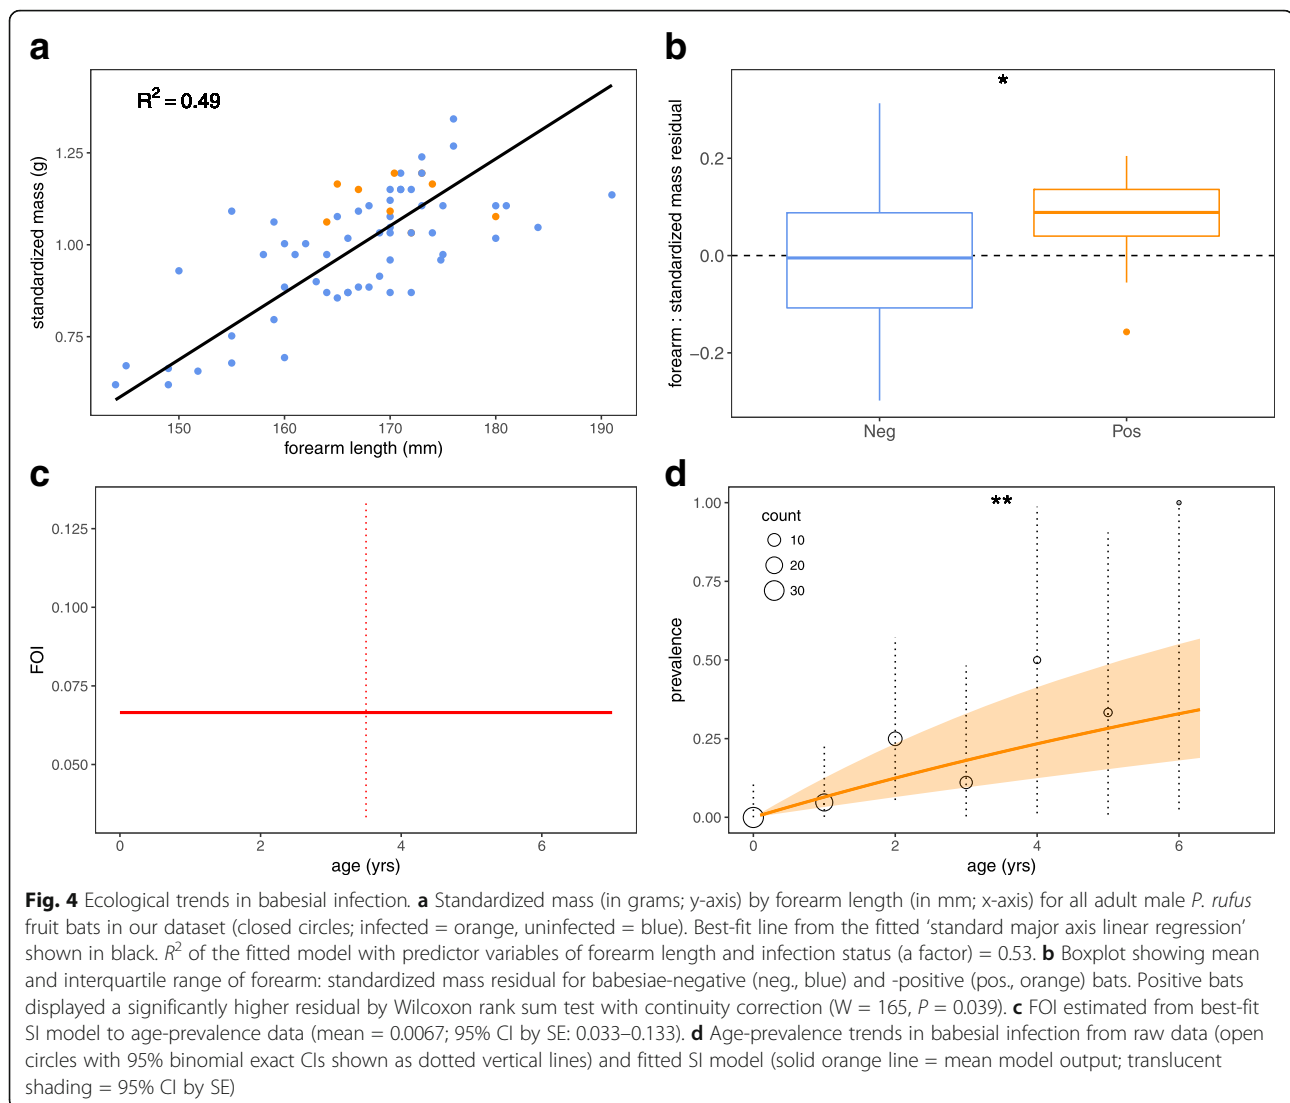 a
R² = 0.49
standardized mass (g)
1.25
1.00
0.75
150
160
170
180
190
forearm length (mm)
b
*
forearm : standardized mass residual
0.2
0.0
−0.2
Neg
Pos
c
FOI
0.125
0.100
0.075
0.050
0
2
4
6
age (yrs)
d
**
count
10
20
30
prevalence
1.00
0.75
0.50
0.25
0.00
0
2
4
6
age (yrs)
Fig. 4 Ecological trends in babesial infection. a Standardized mass (in grams; y-axis) by forearm length (in mm; x-axis) for all adult male P. rufus
fruit bats in our dataset (closed circles; infected = orange, uninfected = blue). Best-fit line from the fitted ‘standard major axis linear regression’
shown in black. R² of the fitted model with predictor variables of forearm length and infection status (a factor) = 0.53. b Boxplot showing mean
and interquartile range of forearm: standardized mass residual for babesiae-negative (neg., blue) and -positive (pos., orange) bats. Positive bats
displayed a significantly higher residual by Wilcoxon rank sum test with continuity correction (W = 165, P = 0.039). c FOI estimated from best-fit
SI model to age-prevalence data (mean = 0.0067; 95% CI by SE: 0.033–0.133). d Age-prevalence trends in babesial infection from raw data (open
circles with 95% binomial exact CIs shown as dotted vertical lines) and fitted SI model (solid orange line = mean model output; translucent
shading = 95% CI by SE)